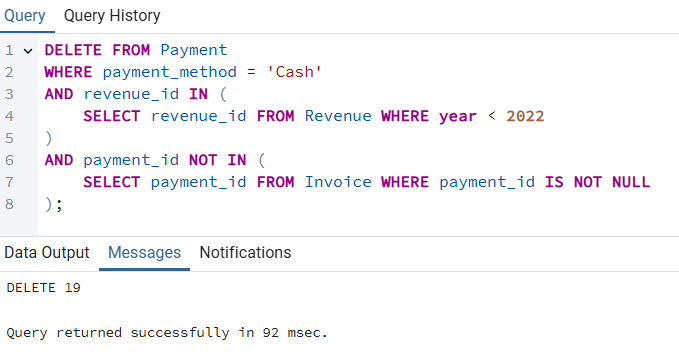 Query Query History
1 DELETE FROM Payment
2 WHERE payment_method = 'Cash'
3 AND revenue_id IN (
4     SELECT revenue_id FROM Revenue WHERE year < 2022
5 )
6 AND payment_id NOT IN (
7     SELECT payment_id FROM Invoice WHERE payment_id IS NOT NULL
8 );
Data Output Messages Notifications
DELETE 19
Query returned successfully in 92 msec.